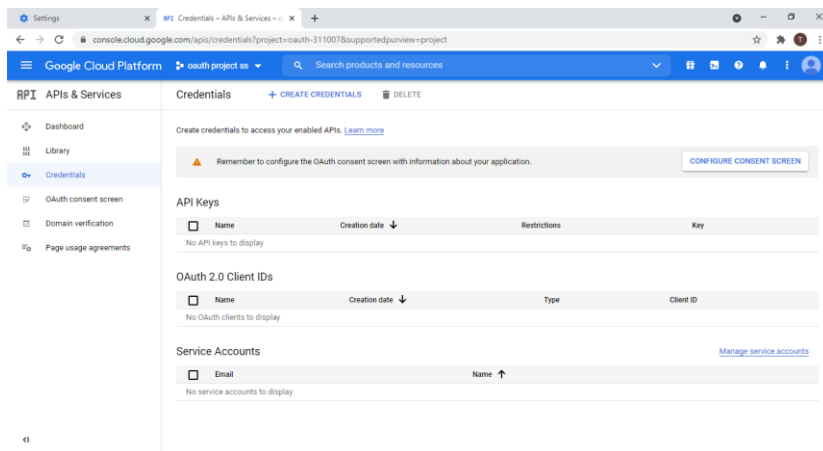 Settings
API Credentials – APIs & Services –
console.cloud.google.com/apis/credentials?project=oauth-311007&supportedpurview=project
T
Google Cloud Platform
oauth project ss
Search products and resources
API APIs & Services
Credentials
+ CREATE CREDENTIALS
DELETE
Dashboard
Library
Credentials
OAuth consent screen
Domain verification
Page usage agreements
Create credentials to access your enabled APIs. Learn more
Remember to configure the OAuth consent screen with information about your application.
CONFIGURE CONSENT SCREEN
API Keys
Name Creation date Restrictions Key
No API keys to display
OAuth 2.0 Client IDs
Name Creation date Type Client ID
No OAuth clients to display
Service Accounts
Manage service accounts
Email Name
No service accounts to display